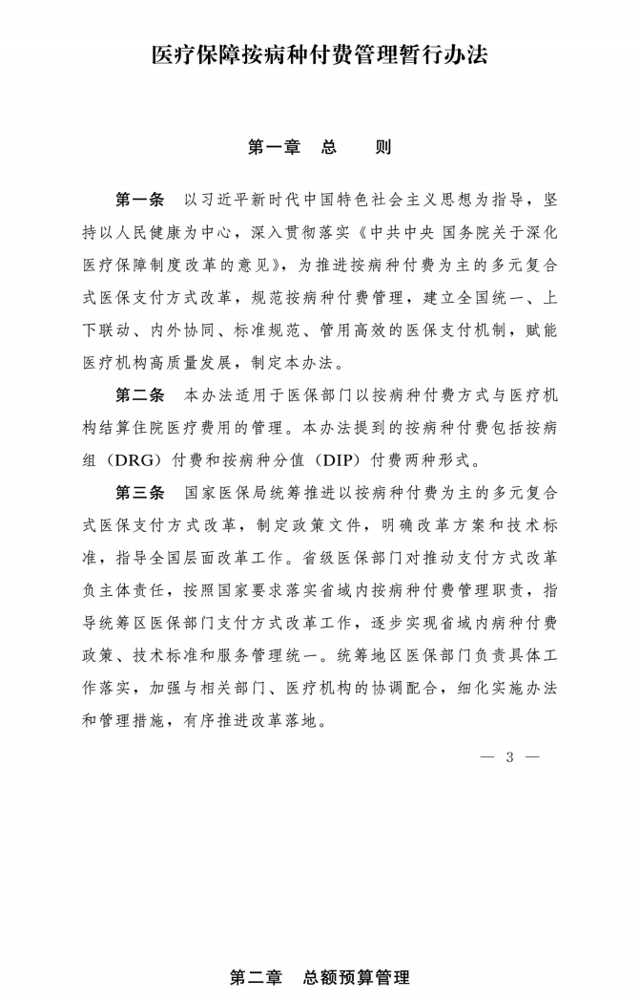 医疗保障按病种付费管理暂行办法
第一章　总　　则
第一条　以习近平新时代中国特色社会主义思想为指导，坚
持以人民健康为中心，深入贯彻落实《中共中央 国务院关于深化
医疗保障制度改革的意见》，为推进按病种付费为主的多元复合
式医保支付方式改革，规范按病种付费管理，建立全国统一、上
下联动、内外协同、标准规范、管用高效的医保支付机制，赋能
医疗机构高质量发展，制定本办法。
第二条　本办法适用于医保部门以按病种付费方式与医疗机
构结算住院医疗费用的管理。本办法提到的按病种付费包括按病
组（DRG）付费和按病种分值（DIP）付费两种形式。
第三条　国家医保局统筹推进以按病种付费为主的多元复合
式医保支付方式改革，制定政策文件，明确改革方案和技术标
准，指导全国层面改革工作。省级医保部门对推动支付方式改革
负主体责任，按照国家要求落实省域内按病种付费管理职责，指
导统筹区医保部门支付方式改革工作，逐步实现省域内病种付费
政策、技术标准和服务管理统一。统筹地区医保部门负责具体工
作落实，加强与相关部门、医疗机构的协调配合，细化实施办法
和管理措施，有序推进改革落地。
— 3 —
第二章　总额预算管理